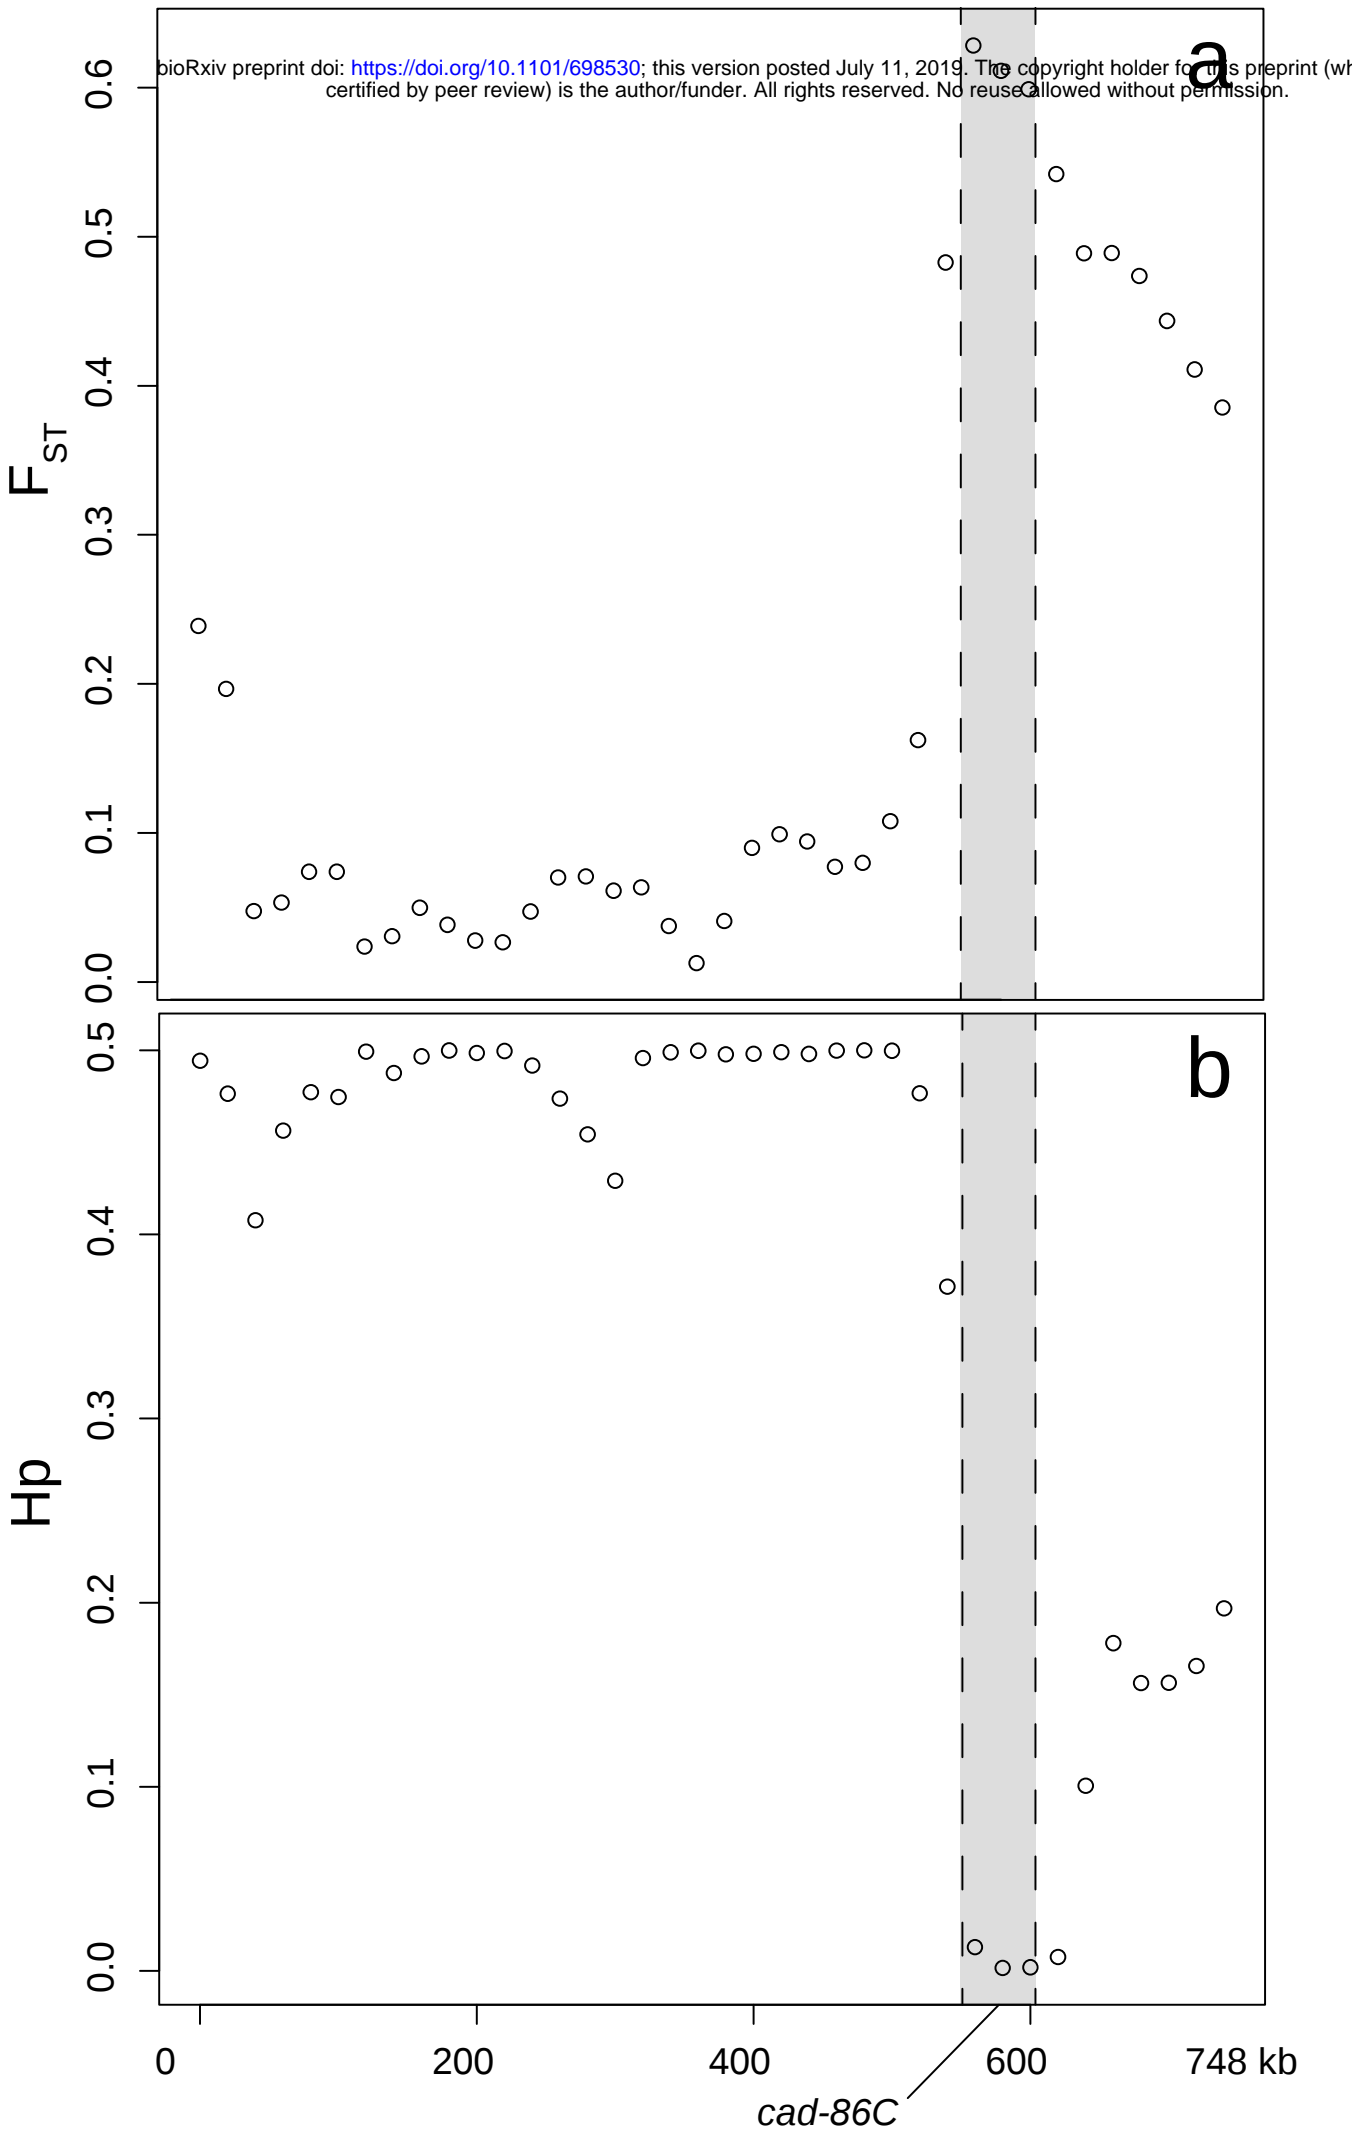 a
bioRxiv preprint doi: https://doi.org/10.1101/698530; this version posted July 11, 2019. The copyright holder for this preprint (wh
certified by peer review) is the author/funder. All rights reserved. No reuse allowed without permission.
0.6
0.5
0.4
0.3
0.2
0.1
0.0
FST
b
0.5
0.4
0.3
0.2
0.1
0.0
Hp
0 200 400 600 748 kb
cad-86C